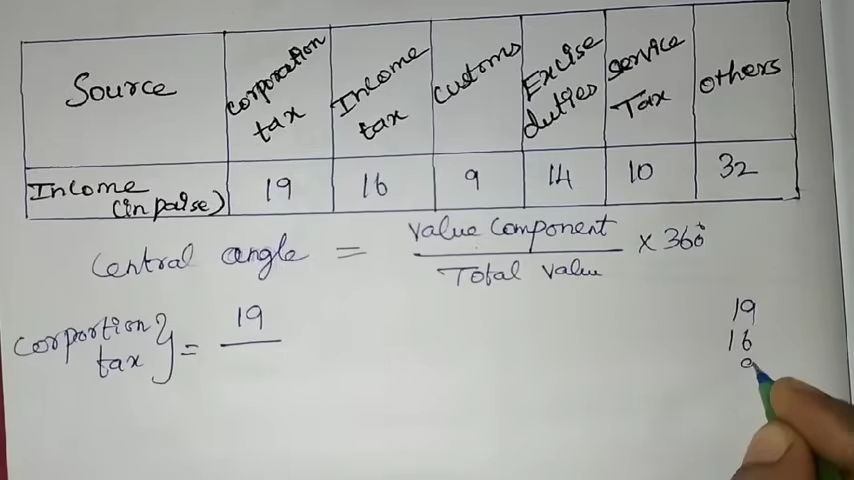 Source corporation tax Income tax customs Excise duties service Tax others
Income (in paise) 19 16 9 14 10 32
Central angle = Value Component / Total value × 360°
corportion tax } = 19
19
16
9